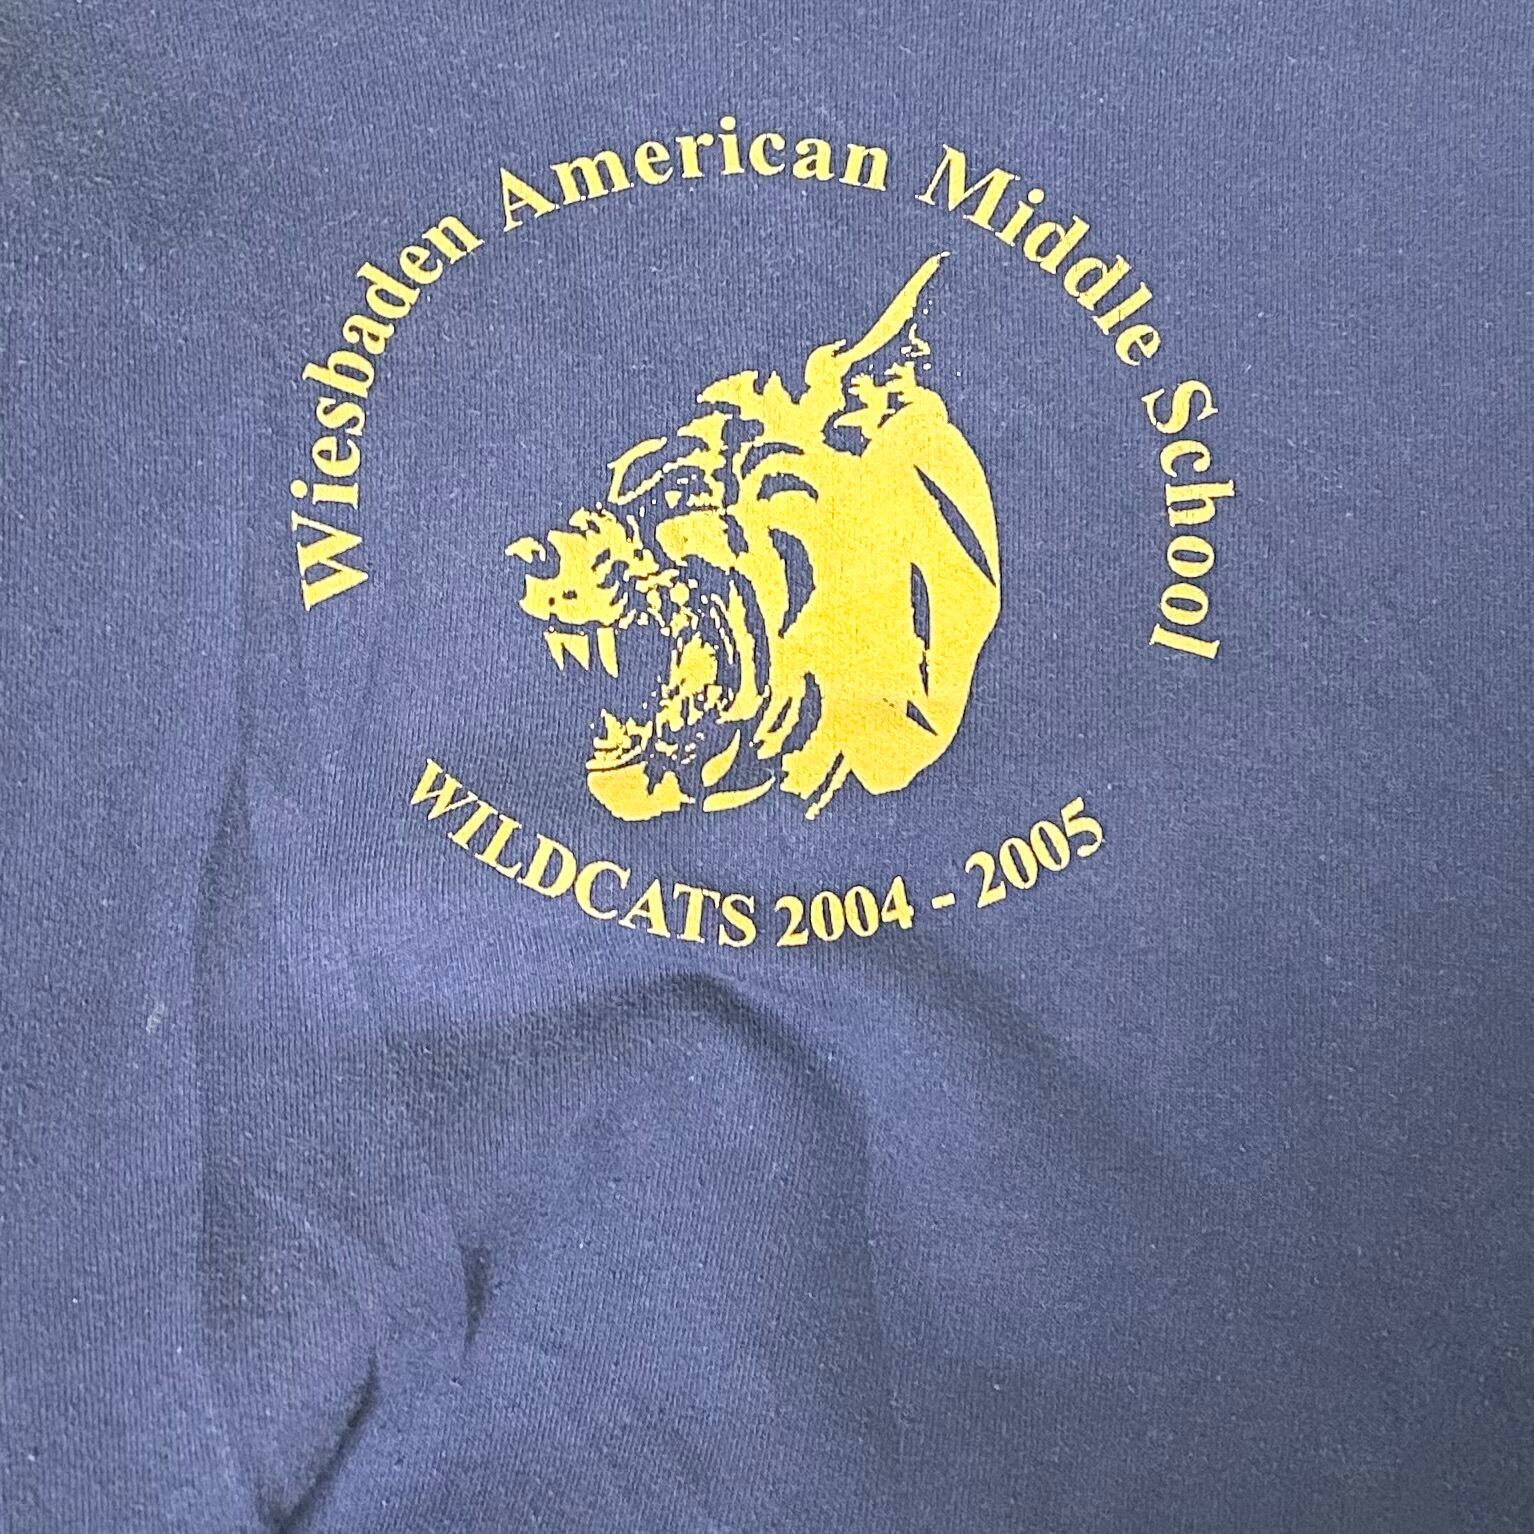 Wiesbaden American Middle School
WILDCATS 2004 - 2005